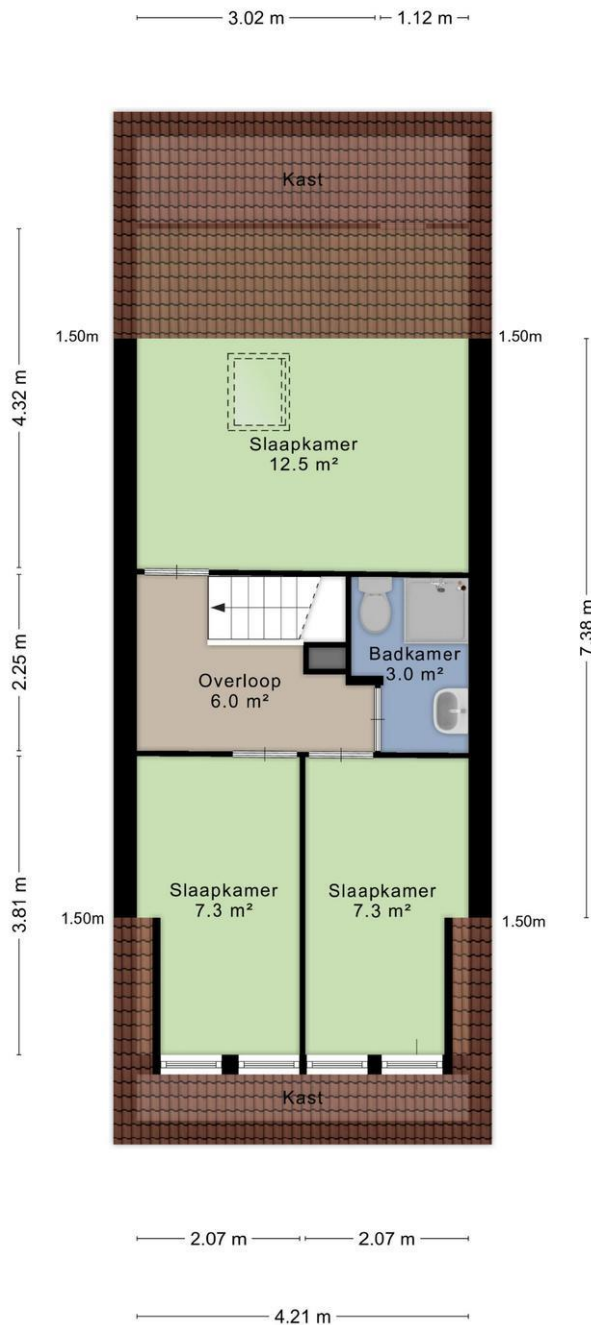 3.02 m
1.12 m
Kast
1.50m
1.50m
4.32 m
Slaapkamer
12.5 m²
7.38 m
2.25 m
Badkamer
3.0 m²
Overloop
6.0 m²
3.81 m
Slaapkamer
7.3 m²
Slaapkamer
7.3 m²
1.50m
1.50m
Kast
2.07 m
2.07 m
4.21 m